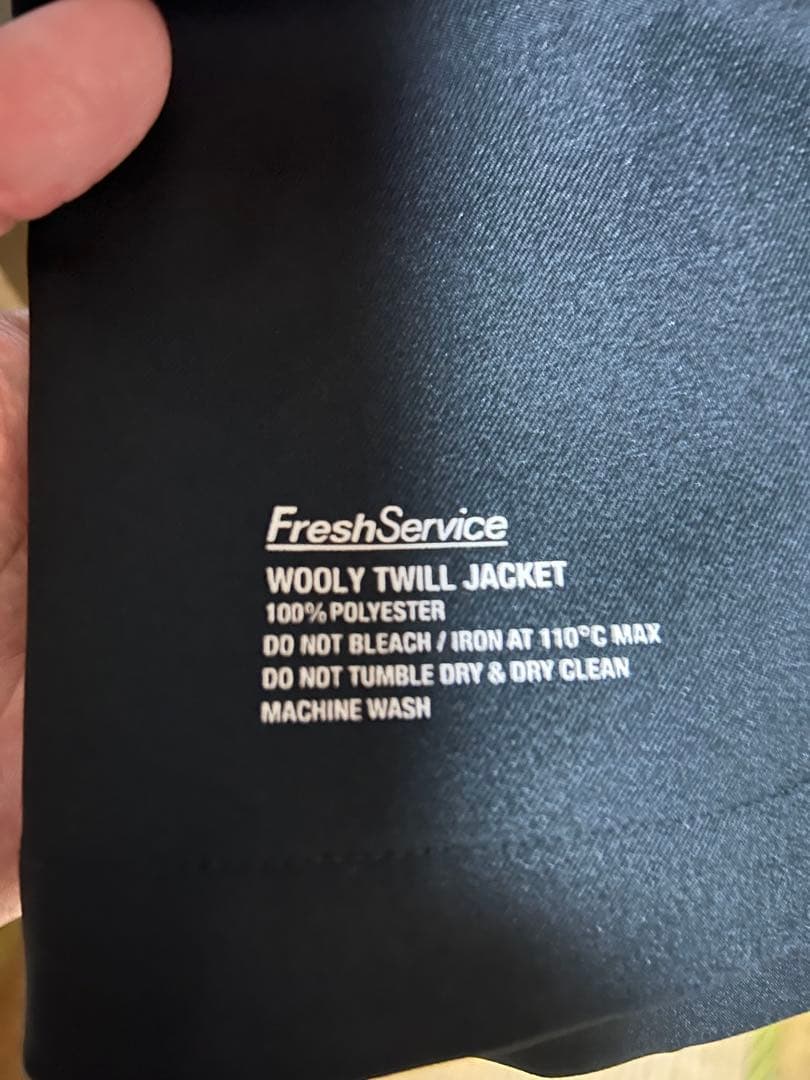 FreshService
WOOLY TWILL JACKET
100% POLYESTER
DO NOT BLEACH / IRON AT 110°C MAX
DO NOT TUMBLE DRY & DRY CLEAN
MACHINE WASH